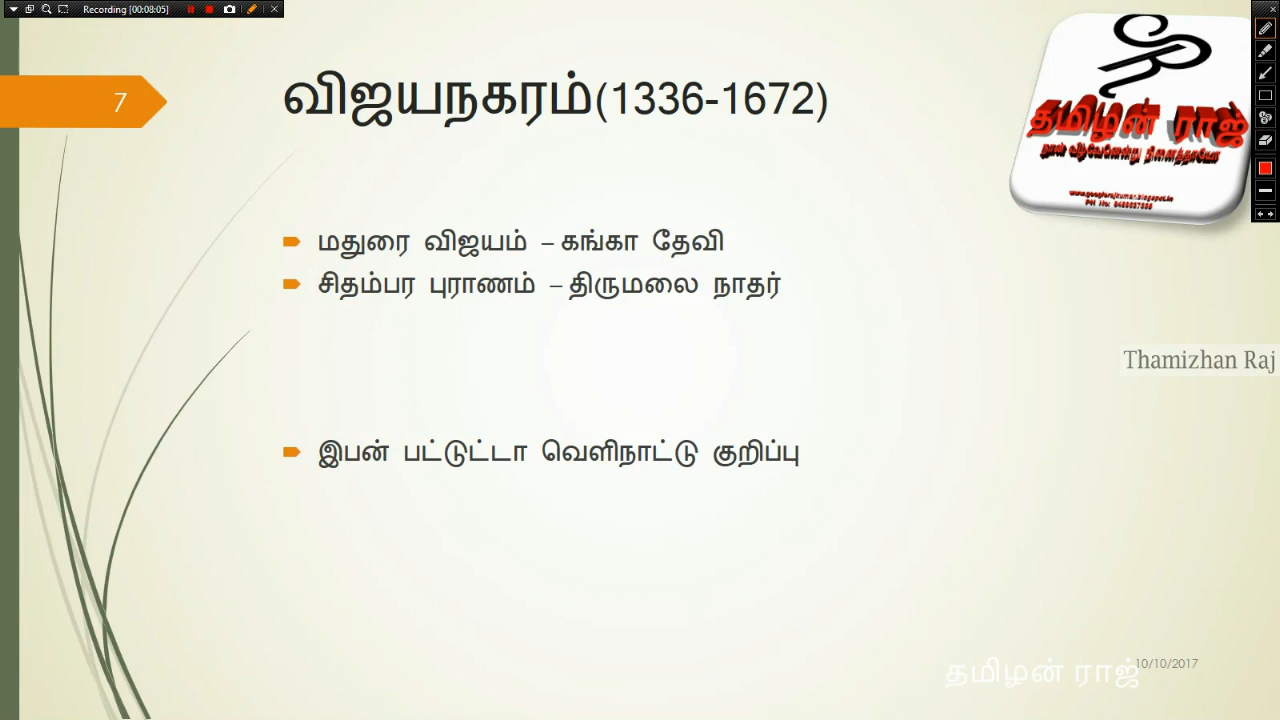 Recording [00:08:05]
7
விஜயநகரம்(1336-1672)
தமிழன் ராஜ்
நான் வீழ்வேனென்று நினைத்தாயோ
மதுரை விஜயம் – கங்கா தேவி
சிதம்பர புராணம் – திருமலை நாதர்
Thamizhan Raj
இபன் பட்டுட்டா வெளிநாட்டு குறிப்பு
தமிழன் ராஜ்
10/10/2017